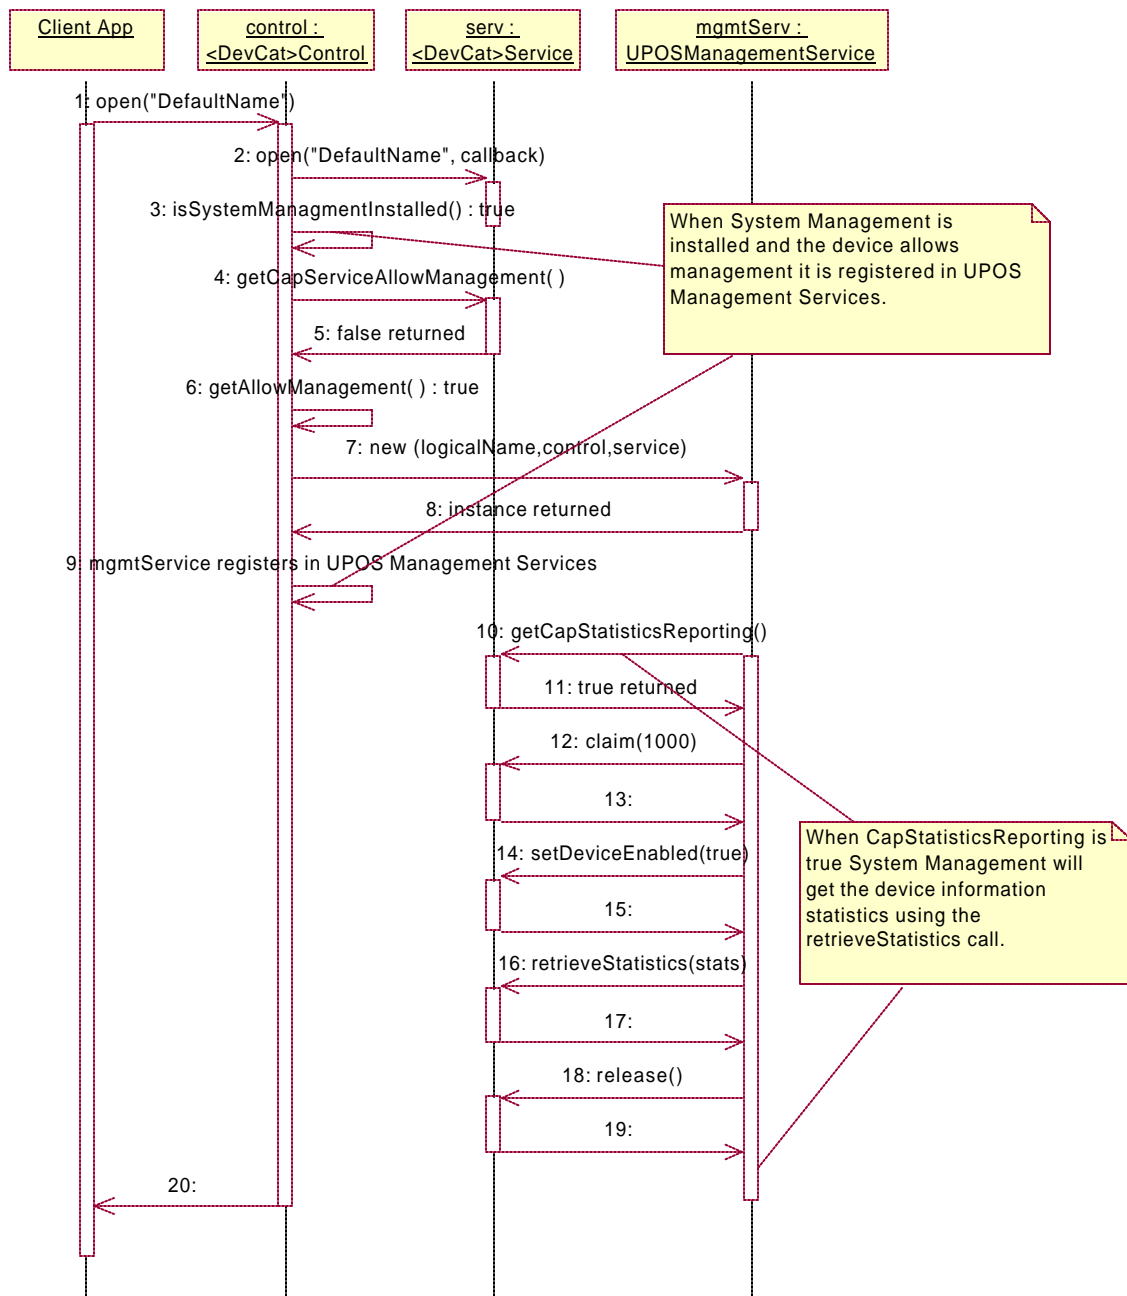 Client App
control :
<DevCat>Control
serv :
<DevCat>Service
mgmtServ :
UPOSManagementService
1: open("DefaultName")
2: open("DefaultName", callback)
3: isSystemManagmentInstalled() : true
When System Management is
installed and the device allows
management it is registered in UPOS
Management Services.
4: getCapServiceAllowManagement( )
5: false returned
6: getAllowManagement( ) : true
7: new (logicalName,control,service)
8: instance returned
9: mgmtService registers in UPOS Management Services
10: getCapStatisticsReporting()
11: true returned
12: claim(1000)
13:
When CapStatisticsReporting is
true System Management will
get the device information
statistics using the
retrieveStatistics call.
14: setDeviceEnabled(true)
15:
16: retrieveStatistics(stats)
17:
18: release()
19:
20: